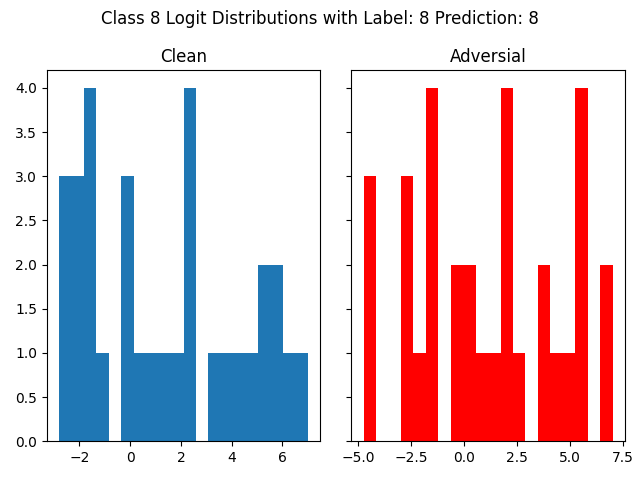 Class 8 Logit Distributions with Label: 8 Prediction: 8
Clean
Adversial
4.0
3.5
3.0
2.5
2.0
1.5
1.0
0.5
0.0
−2 0 2 4 6
−5.0 −2.5 0.0 2.5 5.0 7.5